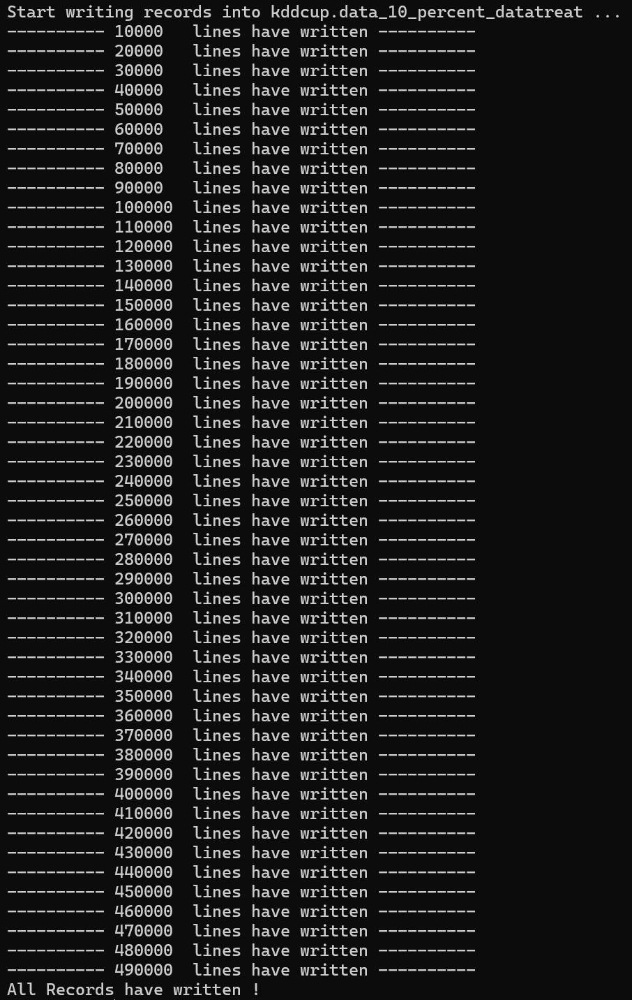 Start writing records into kddcup.data_10_percent_datatreat ...
---------- 10000   lines have written ----------
---------- 20000   lines have written ----------
---------- 30000   lines have written ----------
---------- 40000   lines have written ----------
---------- 50000   lines have written ----------
---------- 60000   lines have written ----------
---------- 70000   lines have written ----------
---------- 80000   lines have written ----------
---------- 90000   lines have written ----------
---------- 100000  lines have written ----------
---------- 110000  lines have written ----------
---------- 120000  lines have written ----------
---------- 130000  lines have written ----------
---------- 140000  lines have written ----------
---------- 150000  lines have written ----------
---------- 160000  lines have written ----------
---------- 170000  lines have written ----------
---------- 180000  lines have written ----------
---------- 190000  lines have written ----------
---------- 200000  lines have written ----------
---------- 210000  lines have written ----------
---------- 220000  lines have written ----------
---------- 230000  lines have written ----------
---------- 240000  lines have written ----------
---------- 250000  lines have written ----------
---------- 260000  lines have written ----------
---------- 270000  lines have written ----------
---------- 280000  lines have written ----------
---------- 290000  lines have written ----------
---------- 300000  lines have written ----------
---------- 310000  lines have written ----------
---------- 320000  lines have written ----------
---------- 330000  lines have written ----------
---------- 340000  lines have written ----------
---------- 350000  lines have written ----------
---------- 360000  lines have written ----------
---------- 370000  lines have written ----------
---------- 380000  lines have written ----------
---------- 390000  lines have written ----------
---------- 400000  lines have written ----------
---------- 410000  lines have written ----------
---------- 420000  lines have written ----------
---------- 430000  lines have written ----------
---------- 440000  lines have written ----------
---------- 450000  lines have written ----------
---------- 460000  lines have written ----------
---------- 470000  lines have written ----------
---------- 480000  lines have written ----------
---------- 490000  lines have written ----------
All Records have written !